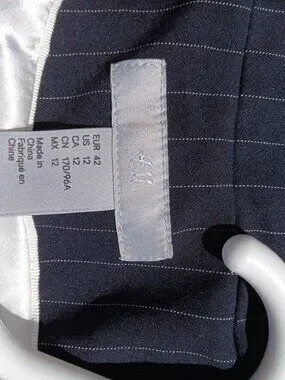 H&M
EUR 42
US 12
CA 12
CN 170/96A
MX 12
Made in
China
Fabriqué en
Chine